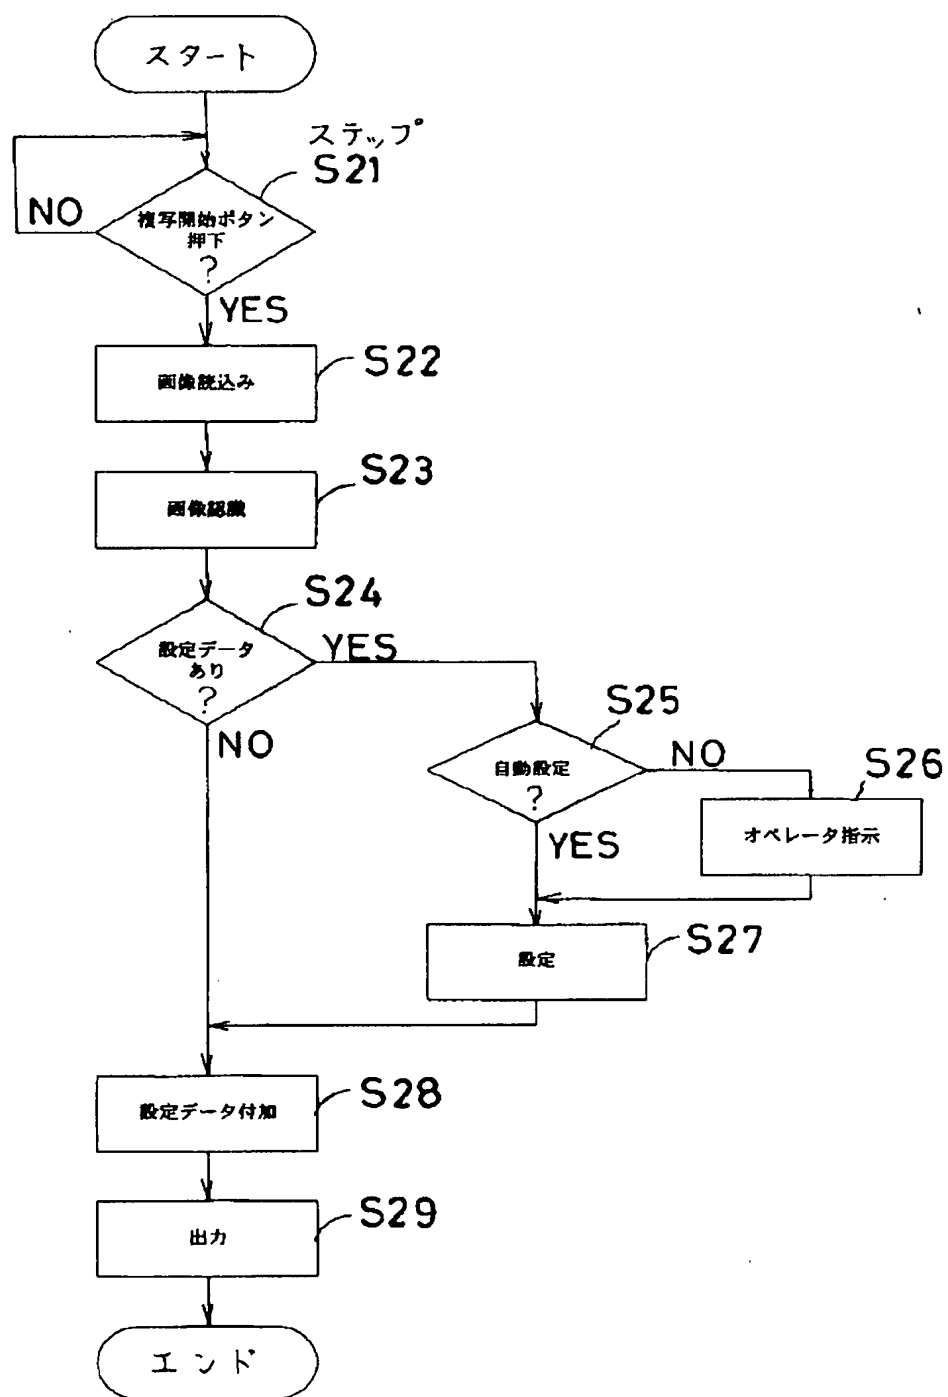 スタート
ステップ
S21
NO
複写開始ボタン
押下
?
YES
画像読込み
S22
画像認識
S23
S24
設定データ
あり
?
YES
NO
S25
自動設定
?
NO
YES
S26
オペレータ指示
設定
S27
設定データ付加
S28
出力
S29
エンド